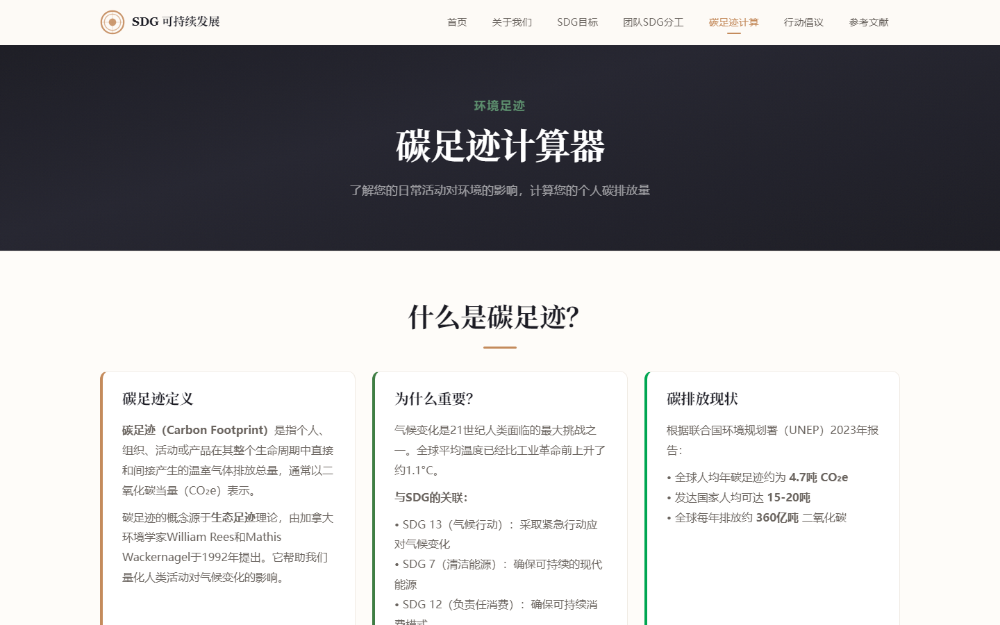 SDG 可持续发展
首页 关于我们 SDG目标 团队SDG分工 碳足迹计算 行动倡议 参考文献
环境足迹
碳足迹计算器
了解您的日常活动对环境的影响，计算您的个人碳排放量
什么是碳足迹？
碳足迹定义
碳足迹（Carbon Footprint）是指个人、
组织、活动或产品在其整个生命周期中直接
和间接产生的温室气体排放总量，通常以二
氧化碳当量（CO₂e）表示。
碳足迹的概念源于生态足迹理论，由加拿大
环境学家William Rees和Mathis
Wackernagel于1992年提出。它帮助我们
量化人类活动对气候变化的影响。
为什么重要？
气候变化是21世纪人类面临的最大挑战之
一。全球平均温度已经比工业革命前上升了
约1.1°C。
与SDG的关联：
• SDG 13（气候行动）：采取紧急行动应
对气候变化
• SDG 7（清洁能源）：确保可持续的现代
能源
• SDG 12（负责任消费）：确保可持续消
费模式
碳排放现状
根据联合国环境规划署（UNEP）2023年报
告：
• 全球人均年碳足迹约为 4.7吨 CO₂e
• 发达国家人均可达 15-20吨
• 全球每年排放约 360亿吨 二氧化碳